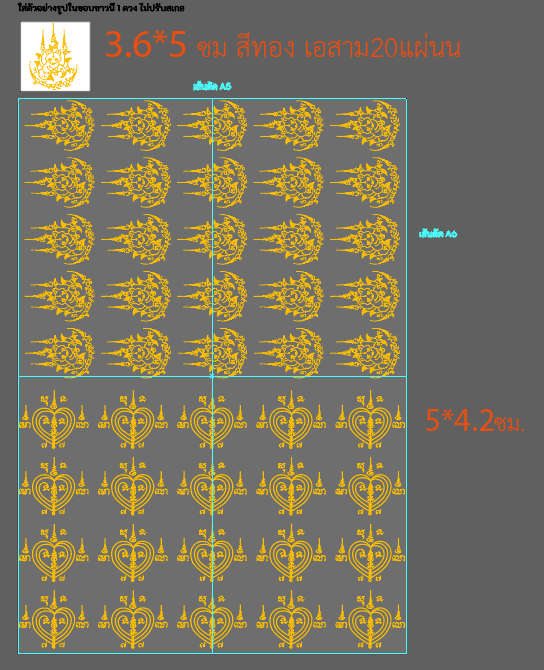 ใส่ตัวอย่างรูปในขอบขาวนี้ 1 ดวง ไม่ปรับสเกล
3.6*5 ซม สีทอง เอสาม20แผ่นน
เส้นตัด A5
เส้นตัด A6
5*4.2ซม.